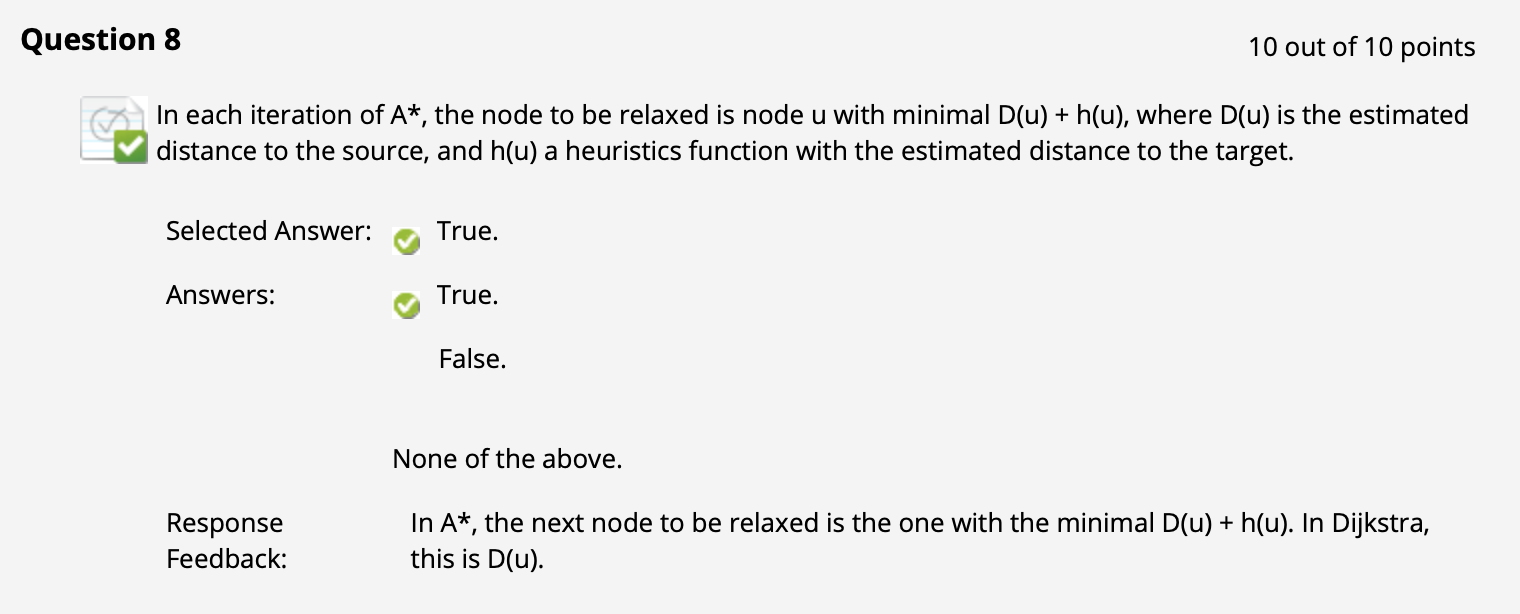 Question 8
10 out of 10 points
In each iteration of A*, the node to be relaxed is node u with minimal D(u) + h(u), where D(u) is the estimated
distance to the source, and h(u) a heuristics function with the estimated distance to the target.
Selected Answer: True.
Answers: True.
False.
None of the above.
Response In A*, the next node to be relaxed is the one with the minimal D(u) + h(u). In Dijkstra,
Feedback: this is D(u).